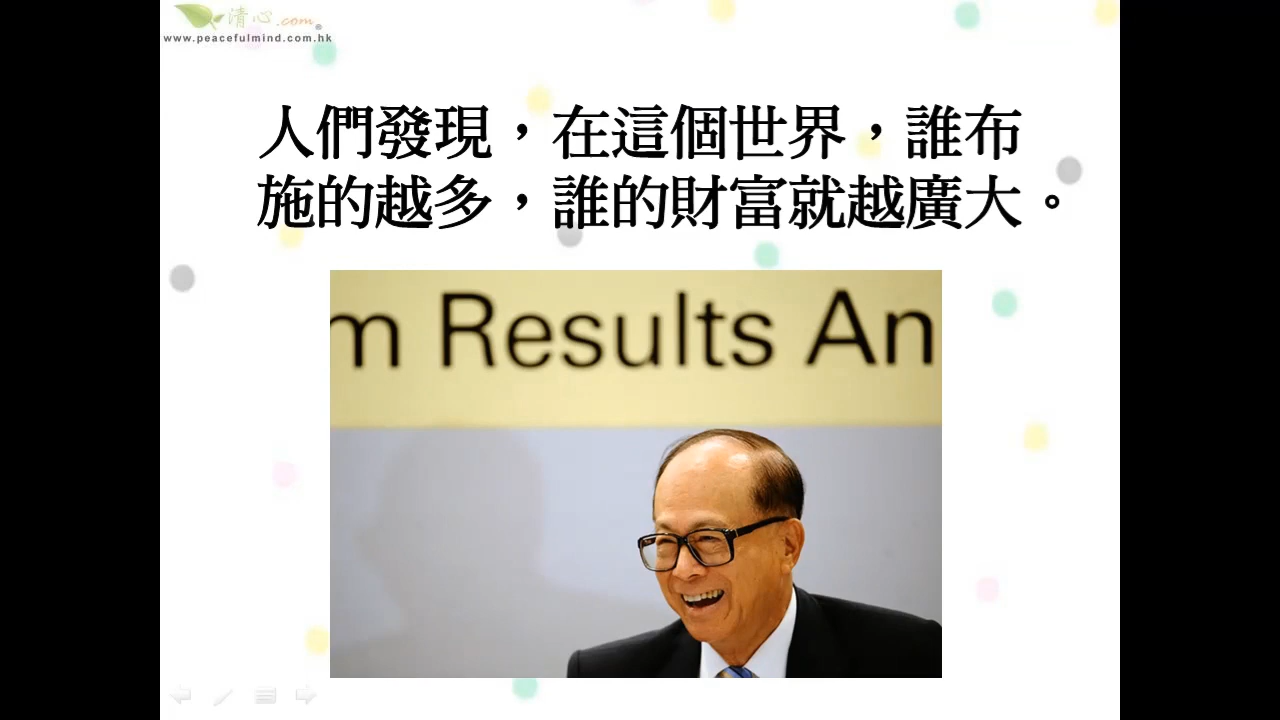 清心.com®
www.peacefulmind.com.hk
人們發現，在這個世界，誰布
施的越多，誰的財富就越廣大。
m Results An